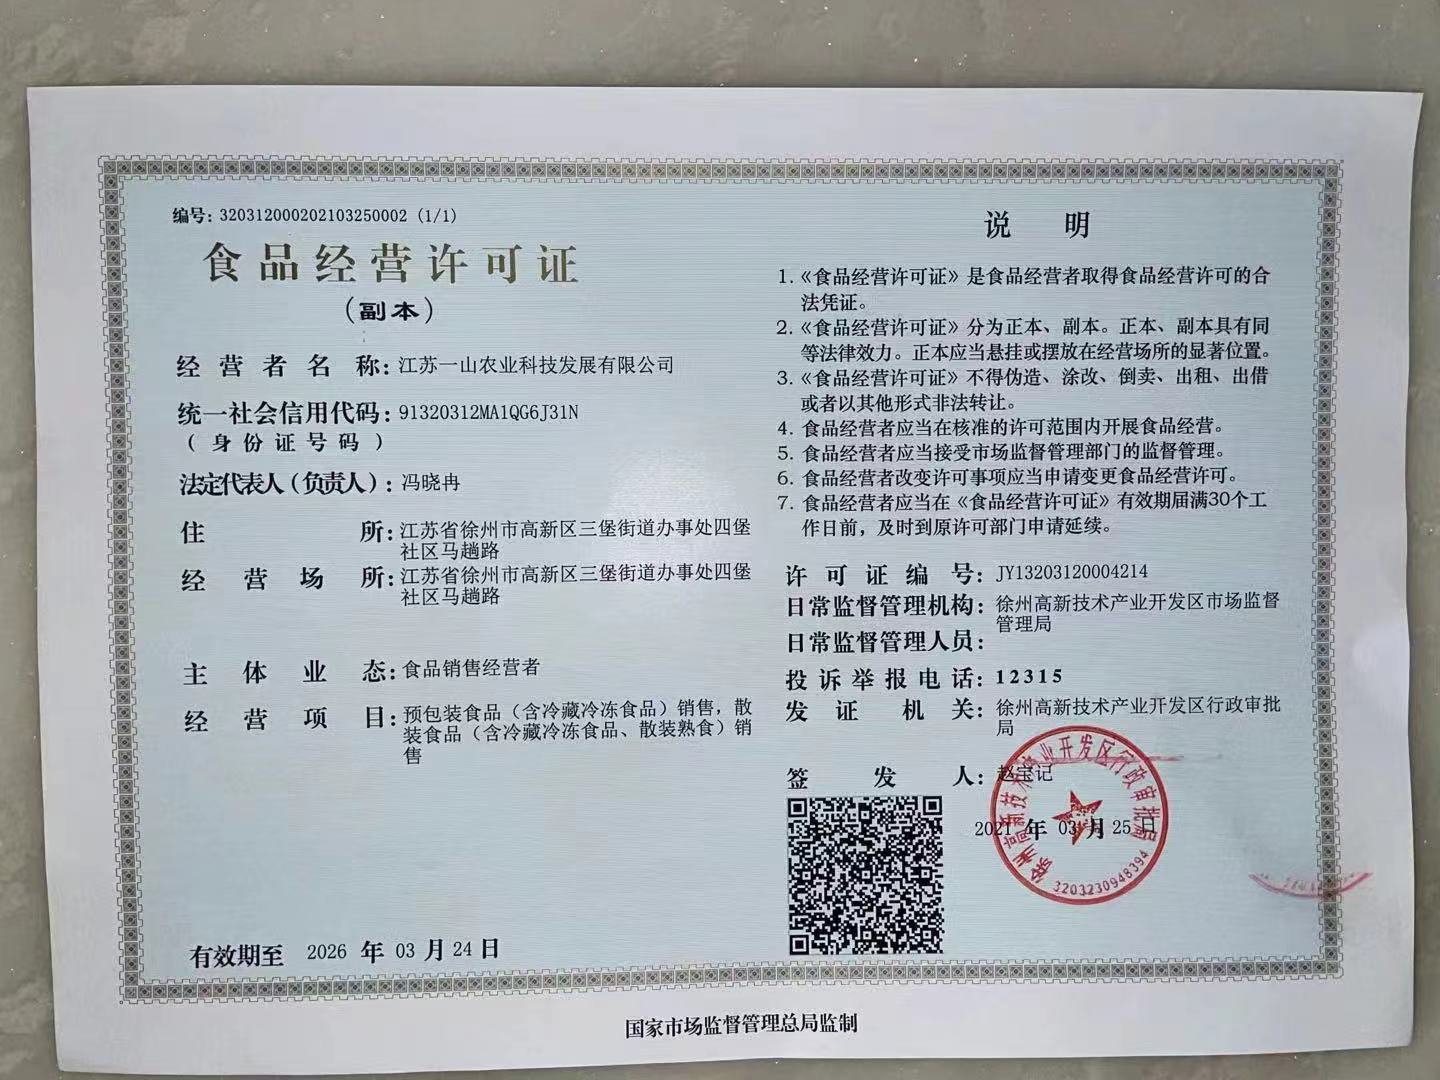 编号: 320312000202103250002 (1/1)
食品经营许可证
(副本)
经营者名称: 江苏一山农业科技发展有限公司
统一社会信用代码: 91320312MA1QG6J31N
(身份证号码)
法定代表人(负责人): 冯晓冉
住所: 江苏省徐州市高新区三堡街道办事处四堡
社区马趟路
经营场所: 江苏省徐州市高新区三堡街道办事处四堡
社区马趟路
主体业态: 食品销售经营者
经营项目: 预包装食品（含冷藏冷冻食品）销售，散
装食品（含冷藏冷冻食品、散装熟食）销
售
有效期至 2026 年 03 月 24 日
说明
1.《食品经营许可证》是食品经营者取得食品经营许可的合
法凭证。
2.《食品经营许可证》分为正本、副本。正本、副本具有同
等法律效力。正本应当悬挂或摆放在经营场所的显著位置。
3.《食品经营许可证》不得伪造、涂改、倒卖、出租、出借
或者以其他形式非法转让。
4. 食品经营者应当在核准的许可范围内开展食品经营。
5. 食品经营者应当接受市场监督管理部门的监督管理。
6. 食品经营者改变许可事项应当申请变更食品经营许可。
7. 食品经营者应当在《食品经营许可证》有效期届满30个工
作日前，及时到原许可部门申请延续。
许可证编号: JY13203120004214
日常监督管理机构: 徐州高新技术产业开发区市场监督
管理局
日常监督管理人员:
投诉举报电话: 12315
发证机关: 徐州高新技术产业开发区行政审批
局
签发人: 赵宝记
2021 年 03 月 25 日
徐州高新技术产业开发区行政审批局
3203230948394
国家市场监督管理总局监制